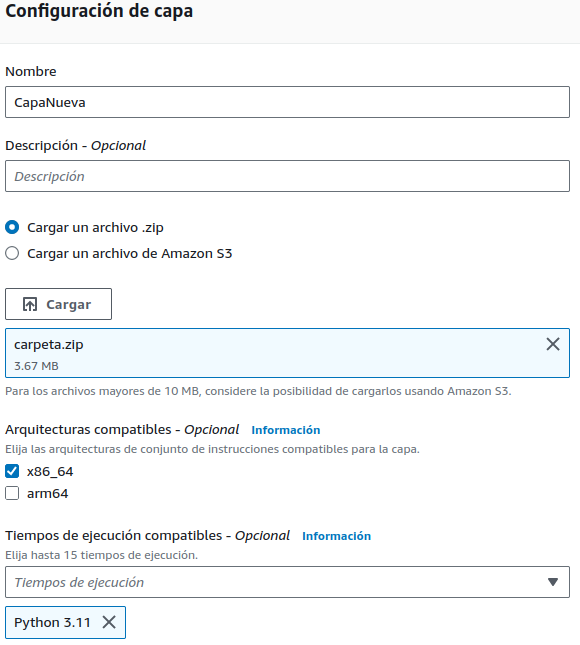 Configuración de capa
Nombre
CapaNueva
Descripción - Opcional
Descripción
Cargar un archivo .zip
Cargar un archivo de Amazon S3
Cargar
carpeta.zip
3.67 MB
Para los archivos mayores de 10 MB, considere la posibilidad de cargarlos usando Amazon S3.
Arquitecturas compatibles - Opcional Información
Elija las arquitecturas de conjunto de instrucciones compatibles para la capa.
x86_64
arm64
Tiempos de ejecución compatibles - Opcional Información
Elija hasta 15 tiempos de ejecución.
Tiempos de ejecución
Python 3.11